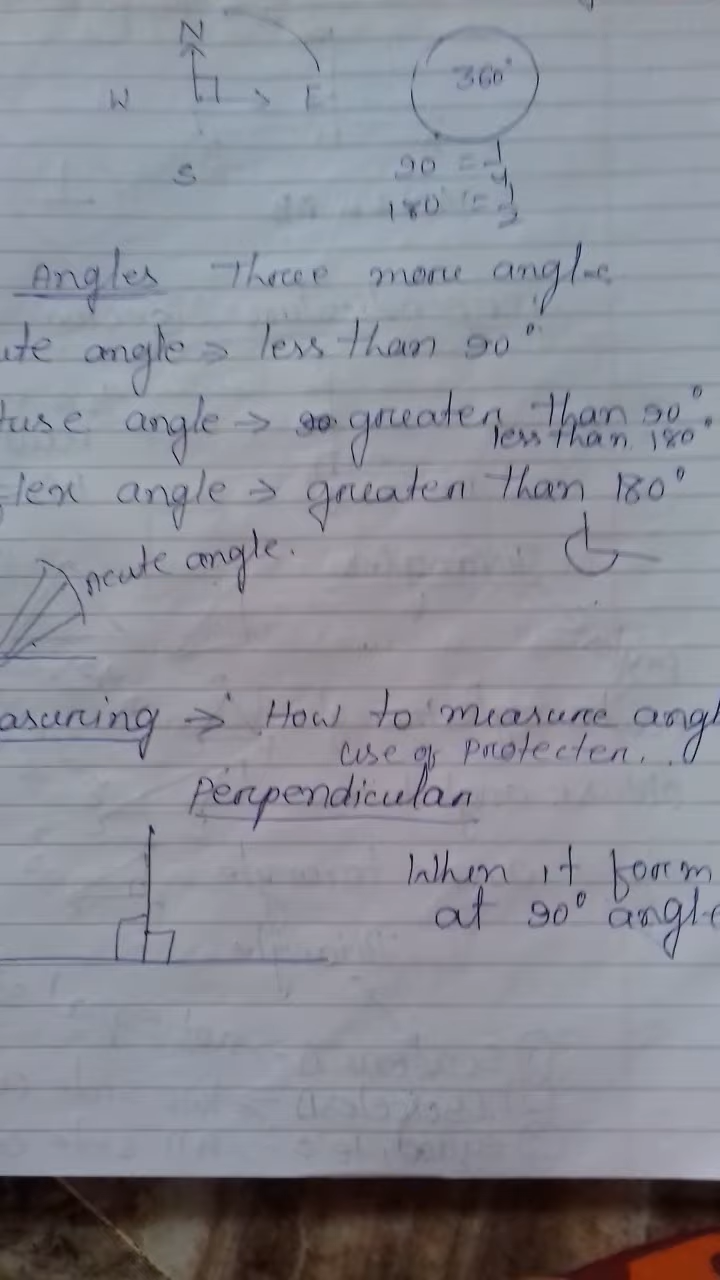 N
W E
360°
S
90 = 1/4
180° = 1/2
Angles Three more angle
ute angle => less than 90°
tuse angle -> 90 greater than 90°
less than 180°
flex angle -> greater than 180°
acute angle.
asuring -> How to measure angl
use of protecter.
Perpendicular
When it form
at 90° angle